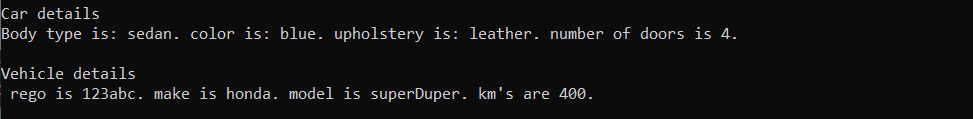 Car details
Body type is: sedan. color is: blue. upholstery is: leather. number of doors is 4.
Vehicle details
rego is 123abc. make is honda. model is superDuper. km's are 400.